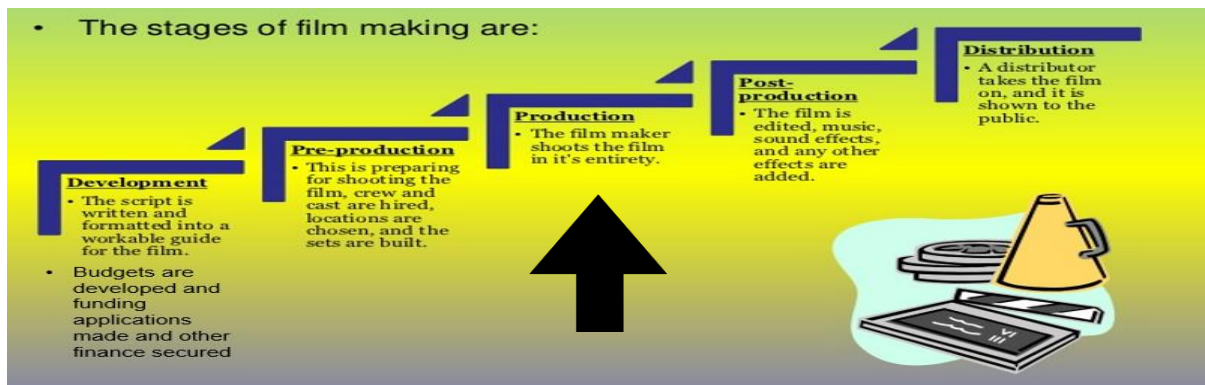 • The stages of film making are:
Development
• The script is
written and
formatted into a
workable guide
for the film.
• Budgets are
developed and
funding
applications
made and other
finance secured
Pre-production
• This is preparing
for shooting the
film, crew and
cast are hired,
locations are
chosen, and the
sets are built.
Production
• The film maker
shoots the film
in it's entirety.
Post-
production
• The film is
edited, music,
sound effects,
and any other
effects are
added.
Distribution
• A distributor
takes the film
on, and it is
shown to the
public.
VI
III